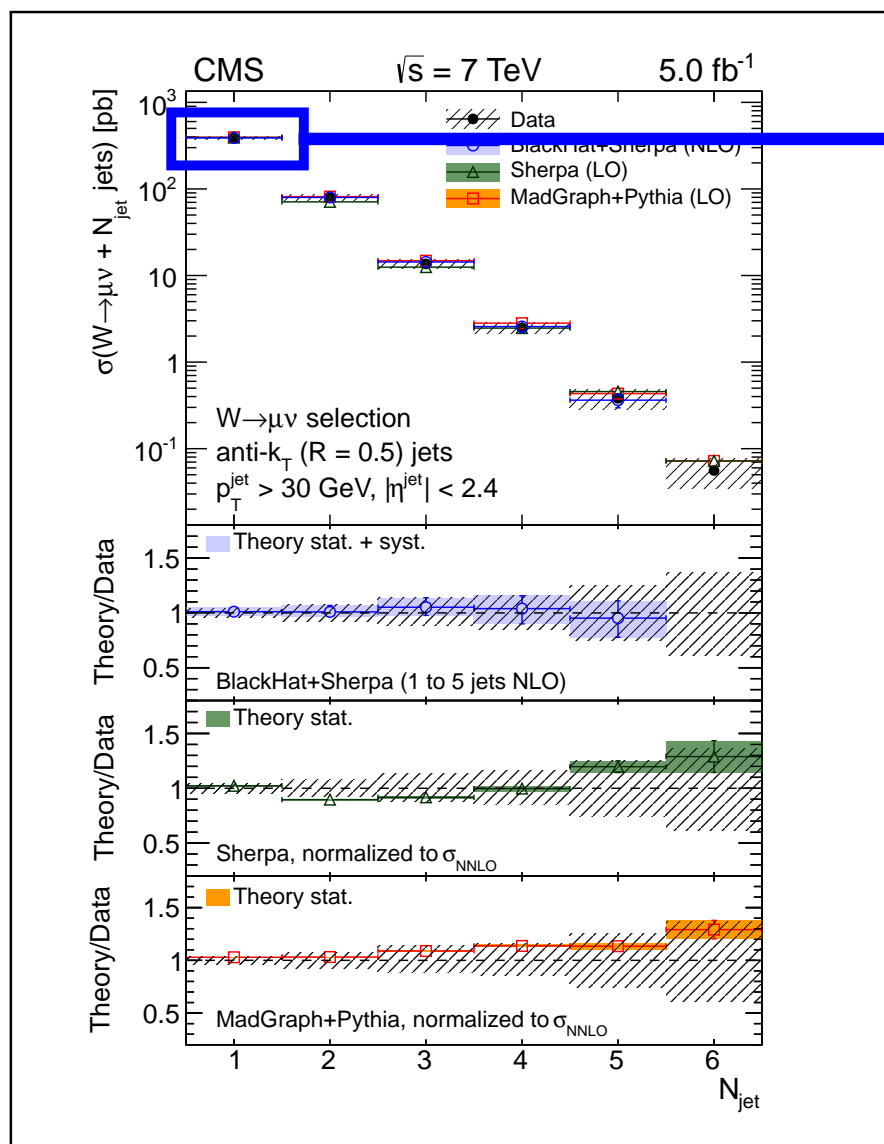 CMS √s = 7 TeV 5.0 fb⁻¹
σ(W→μν + N_jet jets) [pb]
10³
10²
10
1
10⁻¹
Data
BlackHat+Sherpa (NLO)
Sherpa (LO)
MadGraph+Pythia (LO)
W→μν selection
anti-k_T (R = 0.5) jets
p_T^jet > 30 GeV, |η^jet| < 2.4
Theory/Data
1.5
1
0.5
Theory stat. + syst.
BlackHat+Sherpa (1 to 5 jets NLO)
Theory/Data
1.5
1
0.5
Theory stat.
Sherpa, normalized to σ_NNLO
Theory/Data
1.5
1
0.5
Theory stat.
MadGraph+Pythia, normalized to σ_NNLO
1 2 3 4 5 6
N_jet